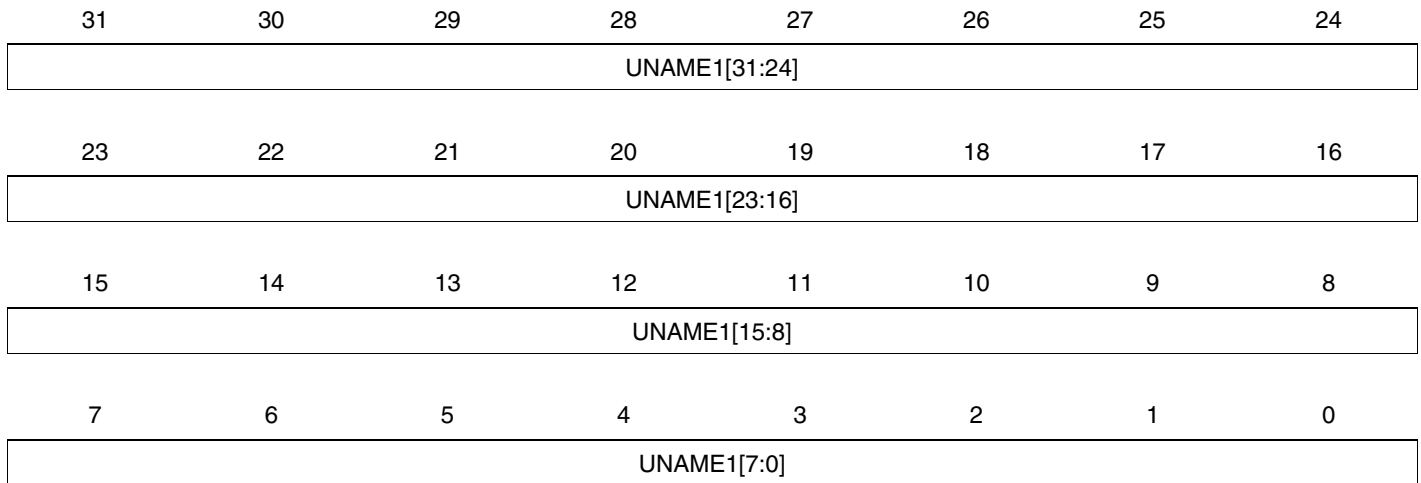 31 30 29 28 27 26 25 24
UNAME1[31:24]
23 22 21 20 19 18 17 16
UNAME1[23:16]
15 14 13 12 11 10 9 8
UNAME1[15:8]
7 6 5 4 3 2 1 0
UNAME1[7:0]